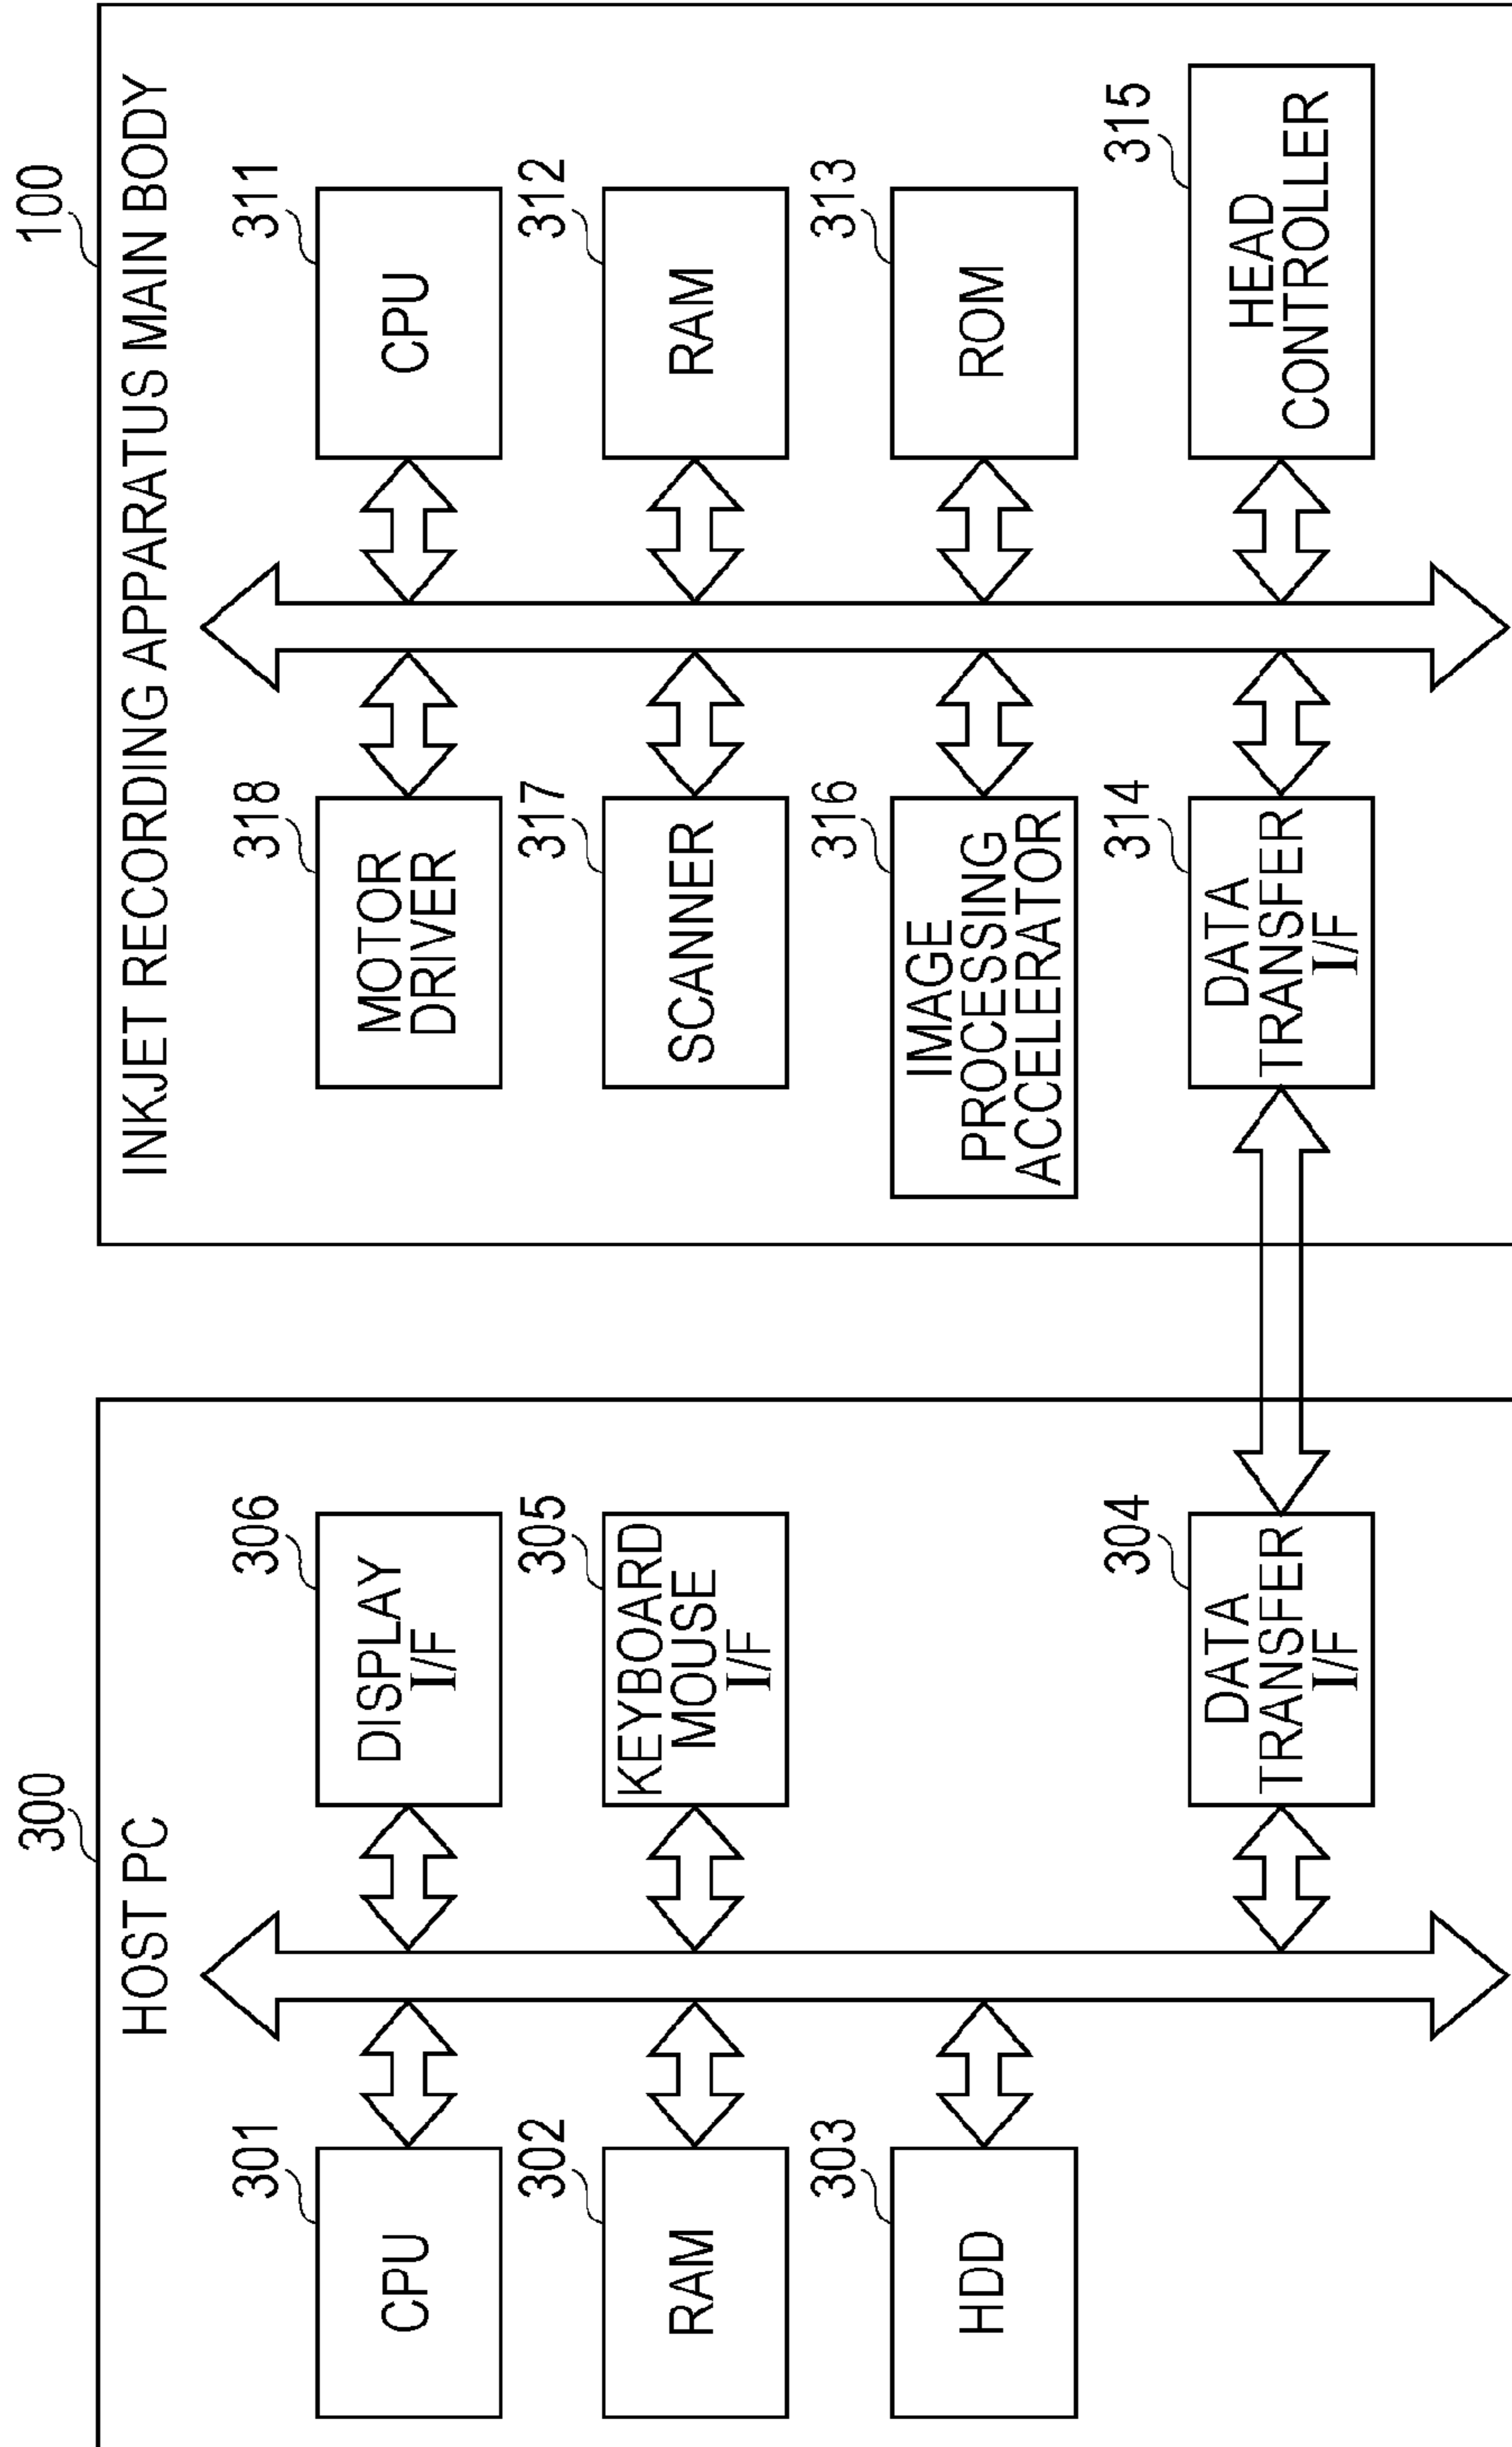 300
HOST PC
301
CPU
302
RAM
303
HDD
306
DISPLAY
I/F
305
KEYBOARD
MOUSE
I/F
304
DATA
TRANSFER
I/F
100
INKJET RECORDING APPARATUS MAIN BODY
318
MOTOR
DRIVER
317
SCANNER
316
IMAGE
PROCESSING
ACCELERATOR
314
DATA
TRANSFER
I/F
311
CPU
312
RAM
313
ROM
315
HEAD
CONTROLLER